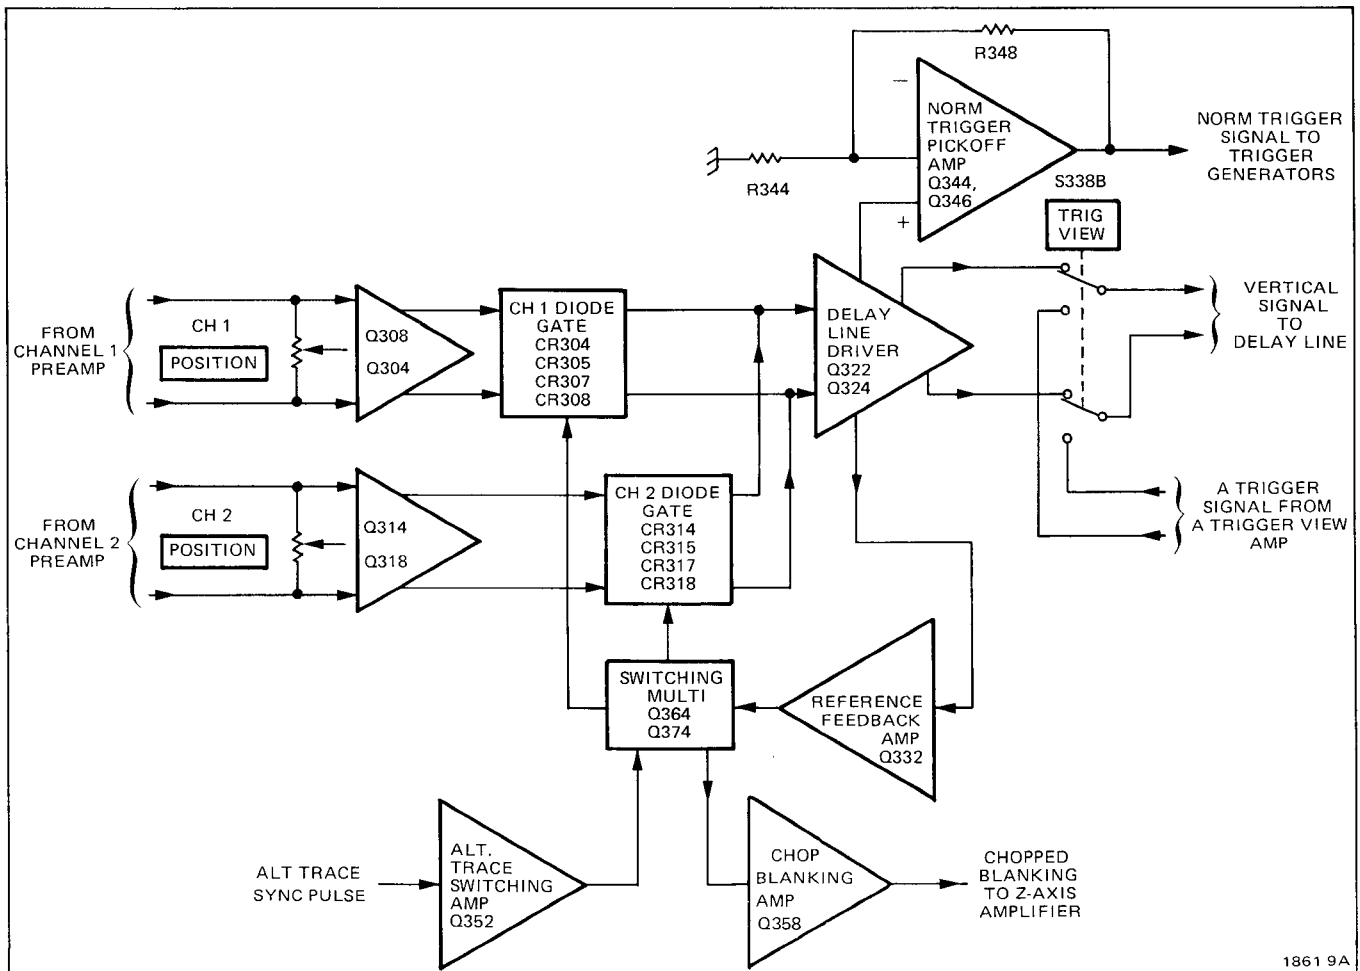 R348
−
NORM
TRIGGER
PICKOFF
AMP
Q344,
Q346
+
R344
NORM TRIGGER
SIGNAL TO
TRIGGER
GENERATORS
S338B
TRIG
VIEW
FROM
CHANNEL 1
PREAMP
CH 1
POSITION
Q308
Q304
CH 1 DIODE
GATE
CR304
CR305
CR307
CR308
DELAY
LINE
DRIVER
Q322
Q324
VERTICAL
SIGNAL
TO
DELAY LINE
FROM
CHANNEL 2
PREAMP
CH 2
POSITION
Q314
Q318
CH 2 DIODE
GATE
CR314
CR315
CR317
CR318
A TRIGGER
SIGNAL FROM
A TRIGGER VIEW
AMP
SWITCHING
MULTI
Q364
Q374
REFERENCE
FEEDBACK
AMP
Q332
ALT TRACE
SYNC PULSE
ALT.
TRACE
SWITCHING
AMP
Q352
CHOP
BLANKING
AMP
Q358
CHOPPED
BLANKING
TO Z-AXIS
AMPLIFIER
1861 9A